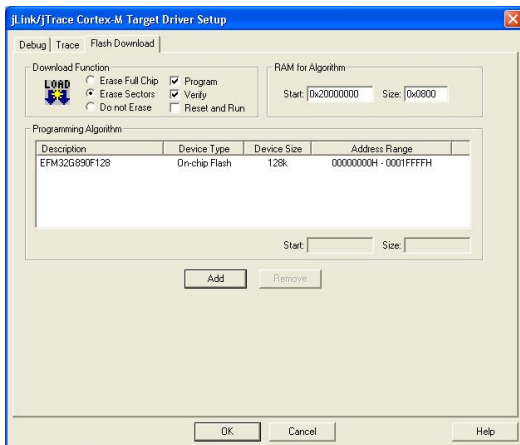 jLink/jTrace Cortex-M Target Driver Setup
Debug Trace Flash Download
Download Function
LOAD
Erase Full Chip
Erase Sectors
Do not Erase
Program
Verify
Reset and Run
RAM for Algorithm
Start: 0x20000000 Size: 0x0800
Programming Algorithm
Description Device Type Device Size Address Range
EFM32G890F128 On-chip Flash 128k 00000000H - 0001FFFFH
Start: Size:
Add Remove
OK Cancel Help